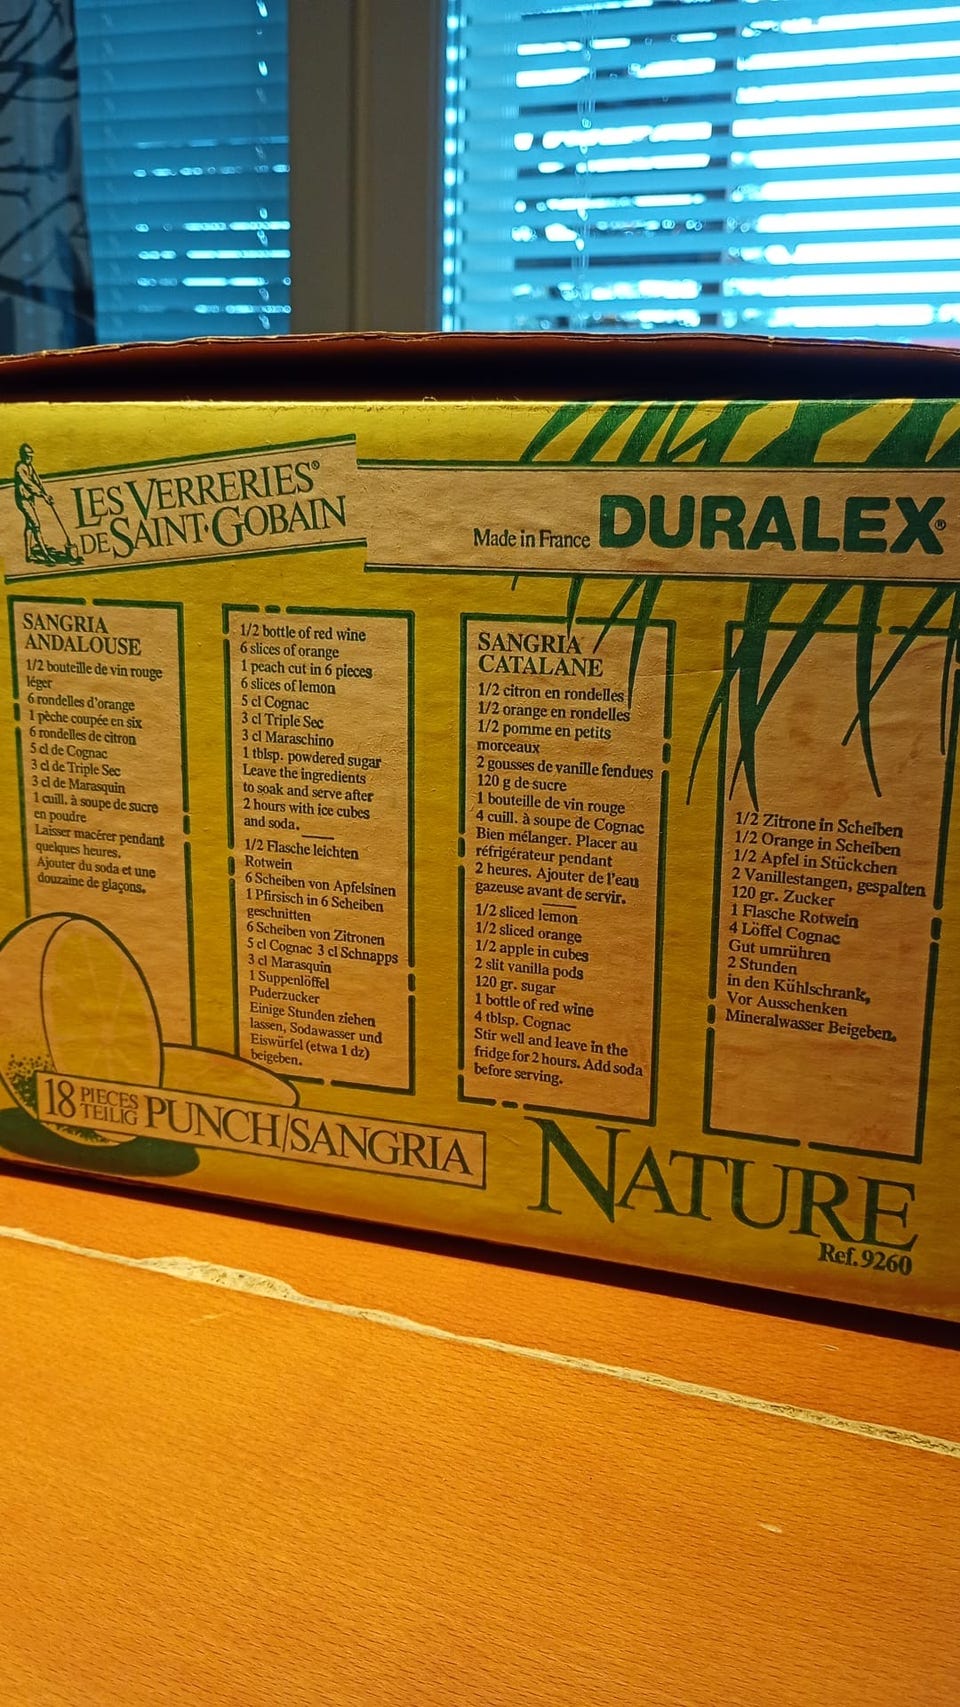 LES VERRERIES®
DE SAINT·GOBAIN
Made in France DURALEX®
SANGRIA
ANDALOUSE
1/2 bouteille de vin rouge
léger
6 rondelles d'orange
1 pèche coupée en six
6 rondelles de citron
5 cl de Cognac
3 cl de Triple Sec
3 cl de Marasquin
1 cuill. à soupe de sucre
en poudre
Laisser macérer pendant
quelques heures.
Ajouter du soda et une
douzaine de glaçons.
1/2 bottle of red wine
6 slices of orange
1 peach cut in 6 pieces
6 slices of lemon
5 cl Cognac
3 cl Triple Sec
3 cl Maraschino
1 tblsp. powdered sugar
Leave the ingredients
to soak and serve after
2 hours with ice cubes
and soda.
1/2 Flasche leichten
Rotwein
6 Scheiben von Apfelsinen
1 Pfirsisch in 6 Scheiben
geschnitten
6 Scheiben von Zitronen
5 cl Cognac 3 cl Schnapps
3 cl Marasquin
1 Suppenlöffel
Puderzucker
Einige Stunden ziehen
lassen, Sodawasser und
Eiswürfel (etwa 1 dz)
beigeben.
SANGRIA
CATALANE
1/2 citron en rondelles
1/2 orange en rondelles
1/2 pomme en petits
morceaux
2 gousses de vanille fendues
120 g de sucre
1 bouteille de vin rouge
4 cuill. à soupe de Cognac
Bien mélanger. Placer au
réfrigérateur pendant
2 heures. Ajouter de l'eau
gazeuse avant de servir.
1/2 sliced lemon
1/2 sliced orange
1/2 apple in cubes
2 slit vanilla pods
120 gr. sugar
1 bottle of red wine
4 tblsp. Cognac
Stir well and leave in the
fridge for 2 hours. Add soda
before serving.
1/2 Zitrone in Scheiben
1/2 Orange in Scheiben
1/2 Apfel in Stückchen
2 Vanillestangen, gespalten
120 gr. Zucker
1 Flasche Rotwein
4 Löffel Cognac
Gut umrühren
2 Stunden
in den Kühlschrank,
Vor Ausschenken
Mineralwasser Beigeben.
18 PIECES TEILIG PUNCH/SANGRIA
NATURE
Ref. 9260